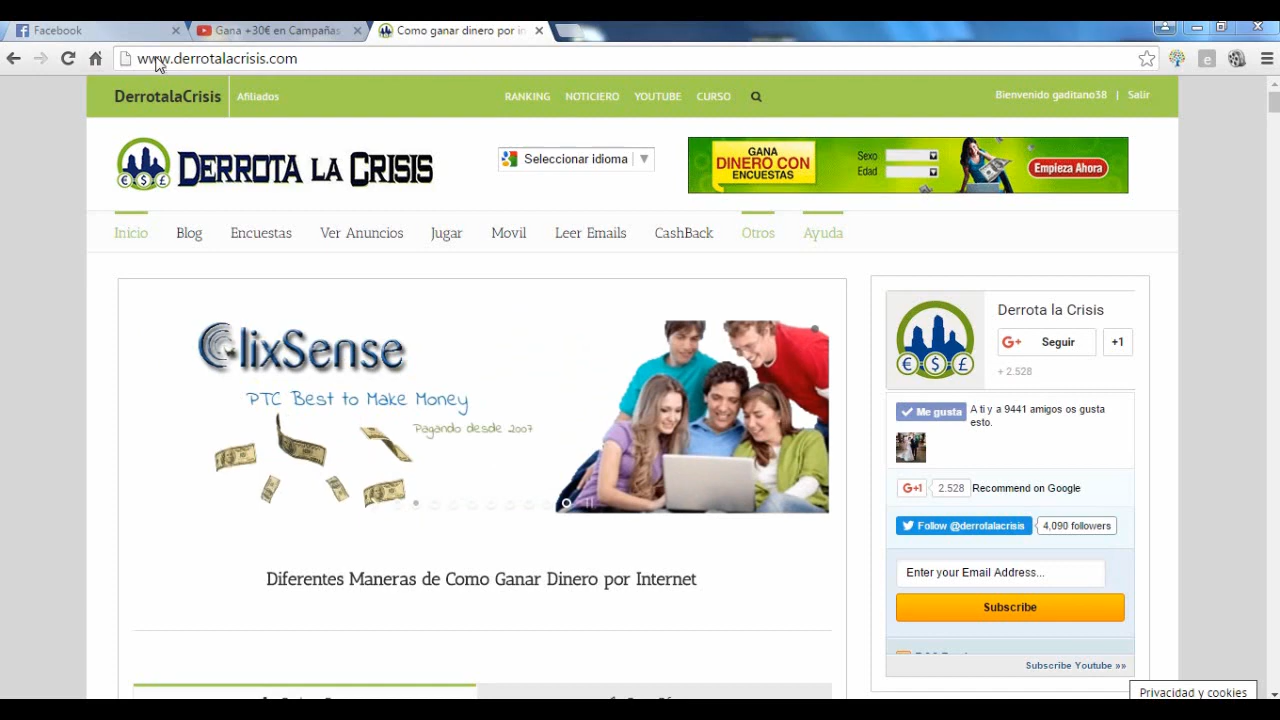 Facebook
Gana +30€ en Campañas
Como ganar dinero por in
www.derrotalacrisis.com
DerrotalaCrisis
Afiliados
RANKING NOTICIERO YOUTUBE CURSO
Bienvenido gaditano38 | Salir
DERROTA LA CRISIS
€ $ £
Seleccionar idioma
GANA
DINERO CON
ENCUESTAS
Sexo
Edad
Empieza Ahora
Inicio Blog Encuestas Ver Anuncios Jugar Movil Leer Emails CashBack Otros Ayuda
ClixSense
PTC Best to Make Money
Pagando desde 2007
Diferentes Maneras de Como Ganar Dinero por Internet
Derrota la Crisis
€ $ £
G+ Seguir +1
+ 2.528
Me gusta
A ti y a 9441 amigos os gusta
esto.
G+1 2.528 Recommend on Google
Follow @derrotalacrisis 4,090 followers
Enter your Email Address...
Subscribe
Subscribe Youtube »»
Privacidad y cookies